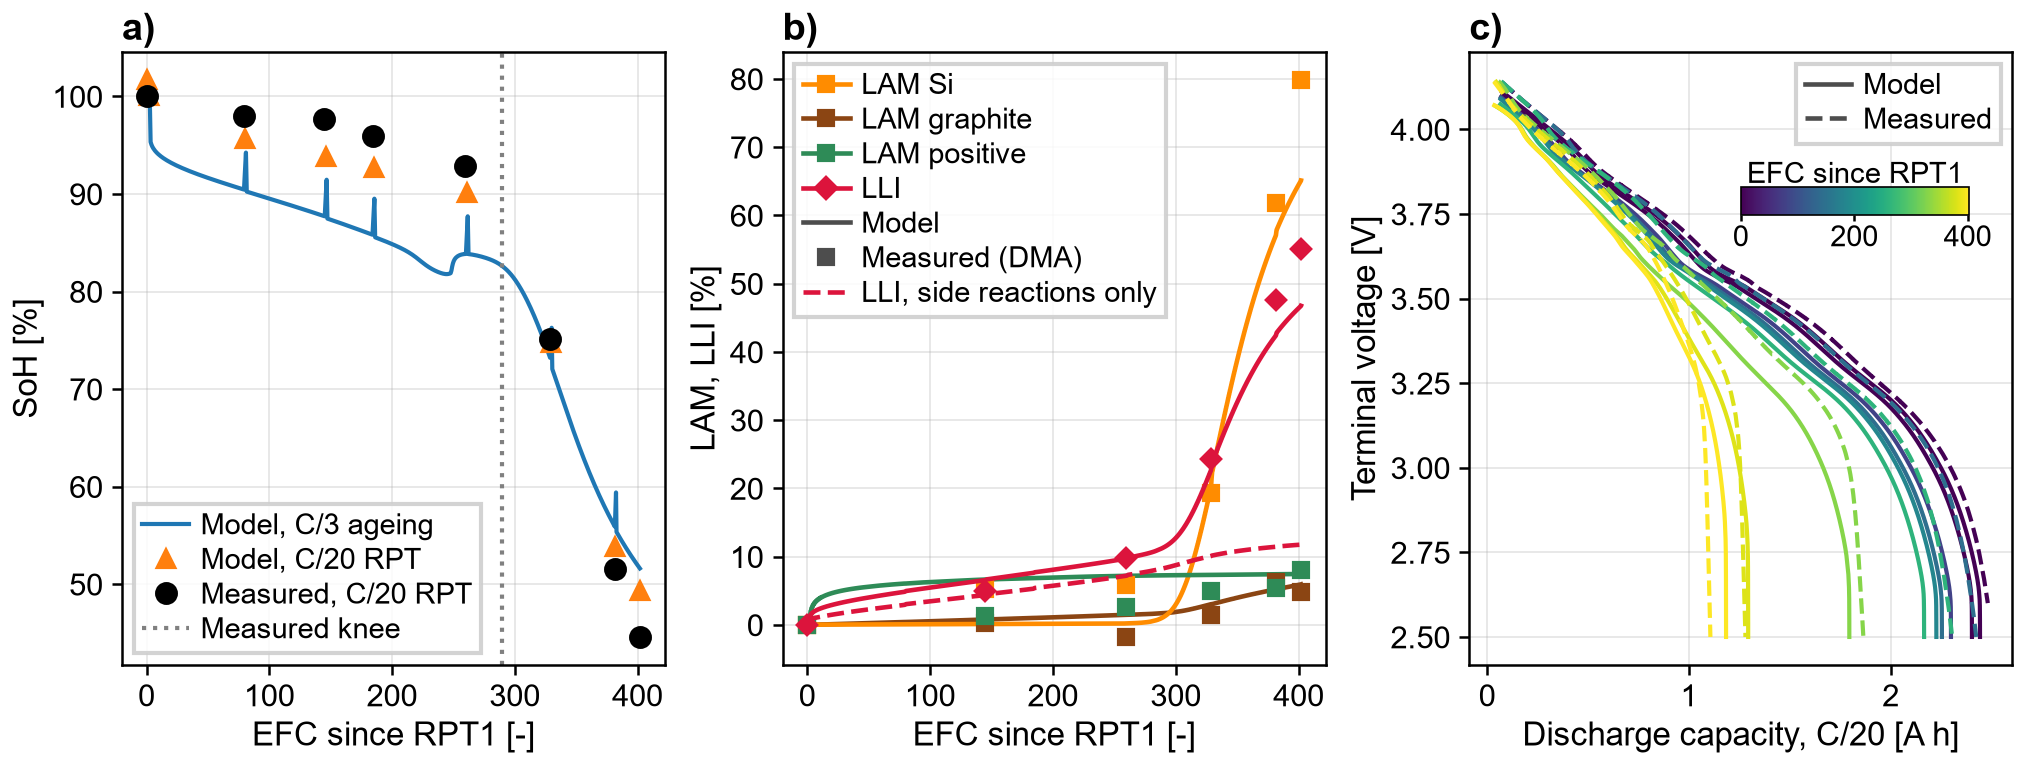 a)
100
90
80
70
60
50
SoH [%]
Model, C/3 ageing
Model, C/20 RPT
Measured, C/20 RPT
Measured knee
0
100
200
300
400
EFC since RPT1 [-]
b)
80
70
60
50
40
30
20
10
0
LAM, LLI [%]
LAM Si
LAM graphite
LAM positive
LLI
Model
Measured (DMA)
LLI, side reactions only
0
100
200
300
400
EFC since RPT1 [-]
c)
4.00
3.75
3.50
3.25
3.00
2.75
2.50
Terminal voltage [V]
Model
Measured
EFC since RPT1
0
200
400
0
1
2
Discharge capacity, C/20 [A h]